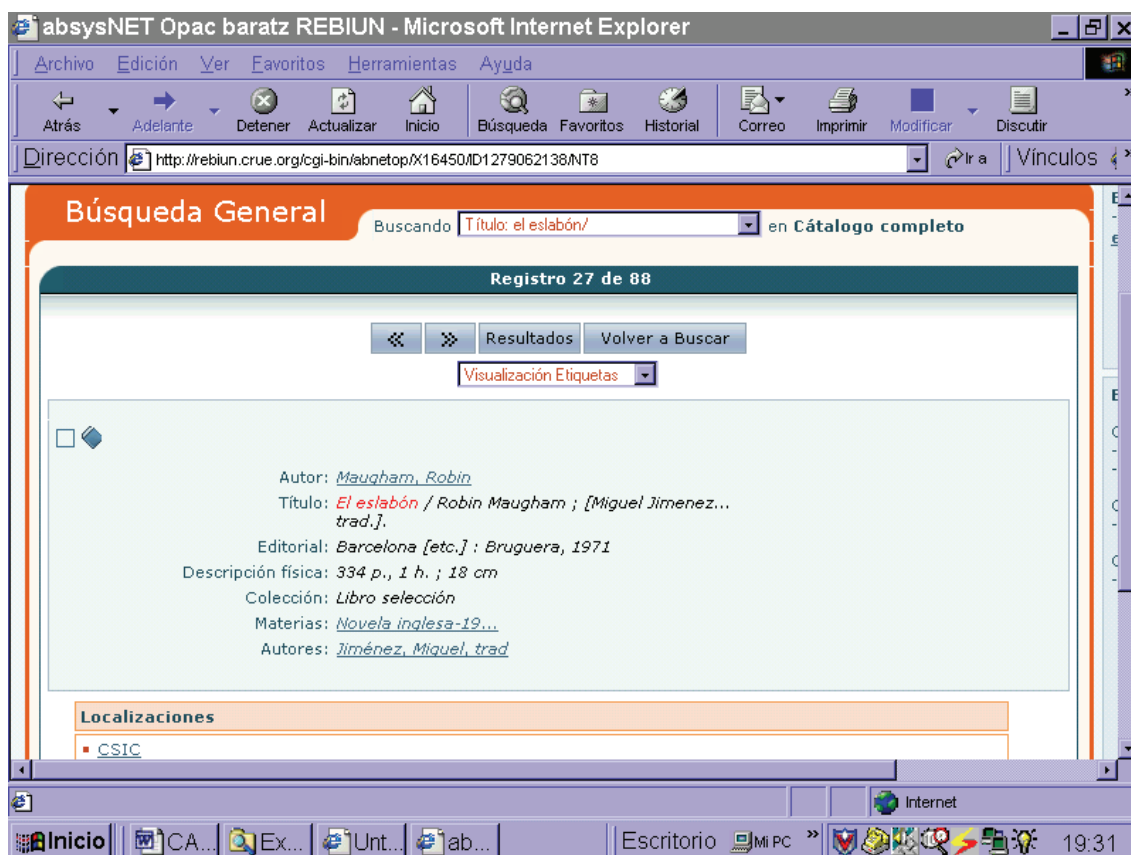 absysNET Opac baratz REBIUN - Microsoft Internet Explorer
Archivo Edición Ver Favoritos Herramientas Ayuda
Atrás Adelante Detener Actualizar Inicio Búsqueda Favoritos Historial Correo Imprimir Modificar Discutir
Dirección http://rebiun.crue.org/cgi-bin/abnetop/X16450/ID1279062138/NT8 Ir a Vínculos
Búsqueda General
Buscando Título: el eslabón/ en Cátalogo completo
Registro 27 de 88
Resultados Volver a Buscar
Visualización Etiquetas
Autor: Maugham, Robin
Título: El eslabón / Robin Maugham ; [Miguel Jimenez...
trad.].
Editorial: Barcelona [etc.] : Bruguera, 1971
Descripción física: 334 p., 1 h. ; 18 cm
Colección: Libro selección
Materias: Novela inglesa-19...
Autores: Jiménez, Miguel, trad
Localizaciones
CSIC
Internet
Inicio CA... Ex... Unt... ab... Escritorio Mi PC » 19:31